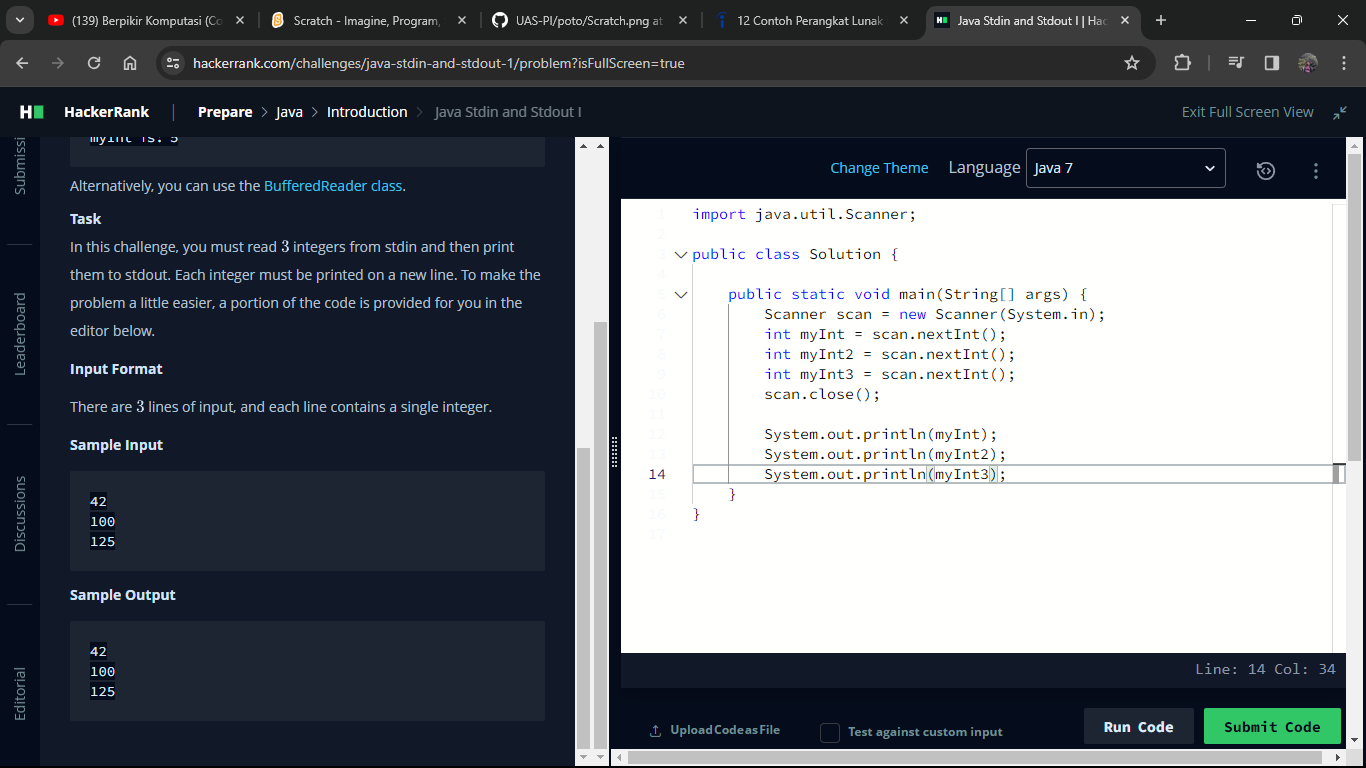 (139) Berpikir Komputasi (Co
Scratch - Imagine, Program,
UAS-PI/poto/Scratch.png at
12 Contoh Perangkat Lunak
Java Stdin and Stdout I | Hac
hackerrank.com/challenges/java-stdin-and-stdout-1/problem?isFullScreen=true
HackerRank | Prepare > Java > Introduction > Java Stdin and Stdout I
Exit Full Screen View
Submissi
Leaderboard
Discussions
Editorial
myInt is: 5
Alternatively, you can use the BufferedReader class.
Task
In this challenge, you must read 3 integers from stdin and then print
them to stdout. Each integer must be printed on a new line. To make the
problem a little easier, a portion of the code is provided for you in the
editor below.
Input Format
There are 3 lines of input, and each line contains a single integer.
Sample Input
42
100
125
Sample Output
42
100
125
Change Theme
Language
Java 7
1 import java.util.Scanner;
2
3 public class Solution {
4
5 public static void main(String[] args) {
6 Scanner scan = new Scanner(System.in);
7 int myInt = scan.nextInt();
8 int myInt2 = scan.nextInt();
9 int myInt3 = scan.nextInt();
10 scan.close();
11
12 System.out.println(myInt);
13 System.out.println(myInt2);
14 System.out.println(myInt3);
15 }
16 }
17
Line: 14 Col: 34
Upload Code as File
Test against custom input
Run Code
Submit Code